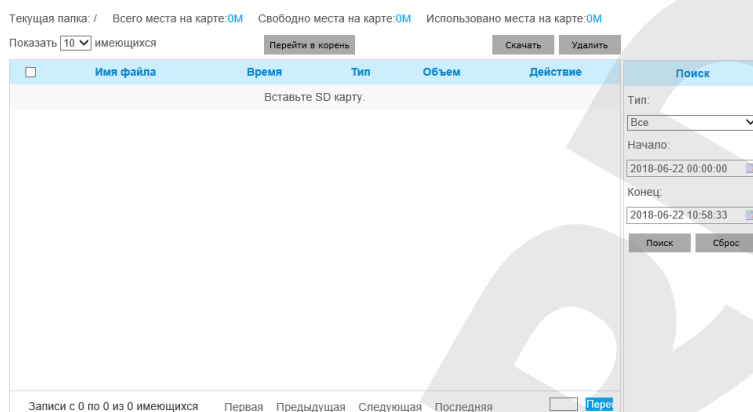 Текущая папка: / Всего места на карте:0M Свободно места на карте:0M Использовано места на карте:0M
Показать 10 имеющихся Перейти в корень Скачать Удалить
Имя файла Время Тип Объем Действие Поиск
Вставьте SD карту.
Тип:
Все
Начало:
2018-06-22 00:00:00
Конец:
2018-06-22 10:58:33
Поиск Сброс
Записи с 0 по 0 из 0 имеющихся Первая Предыдущая Следующая Последняя